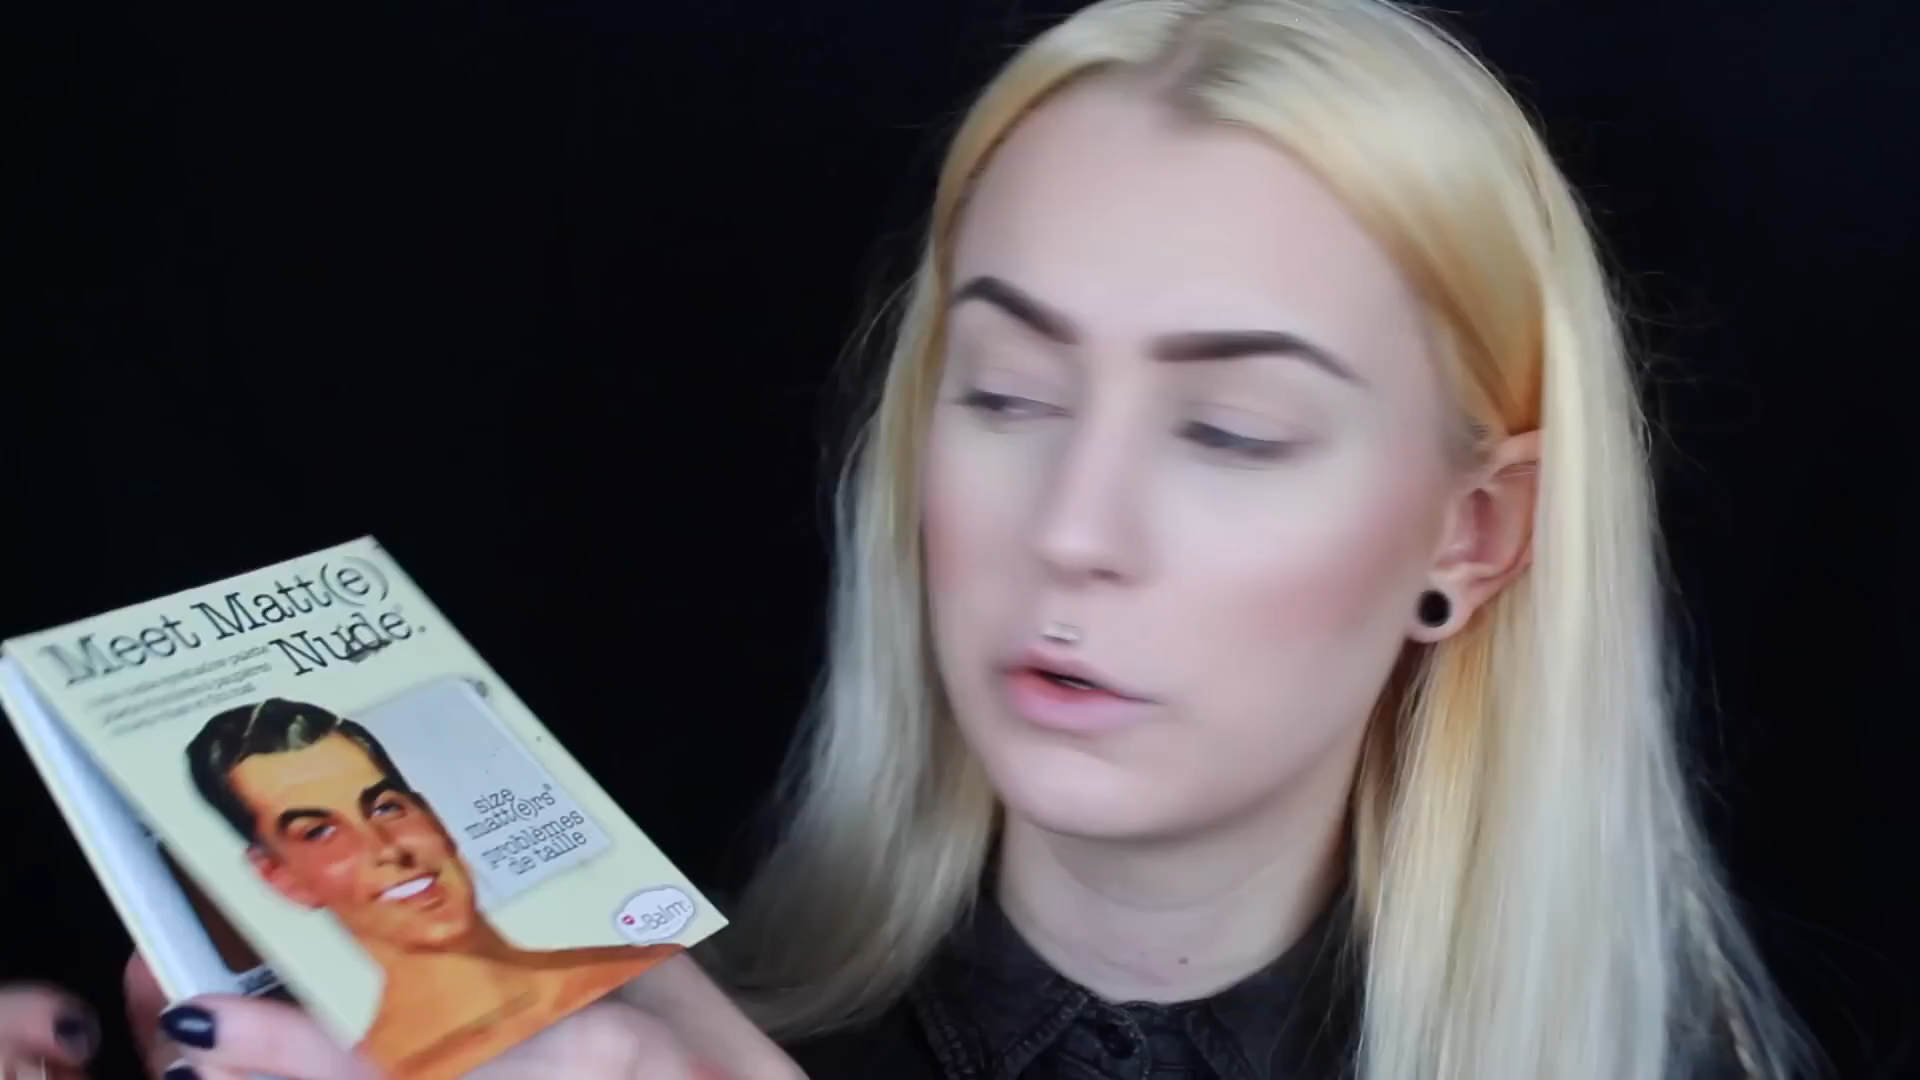 Meet Matt(e)
Nude.
size
matt(e)rs®
problèmes
de taille
theBalm